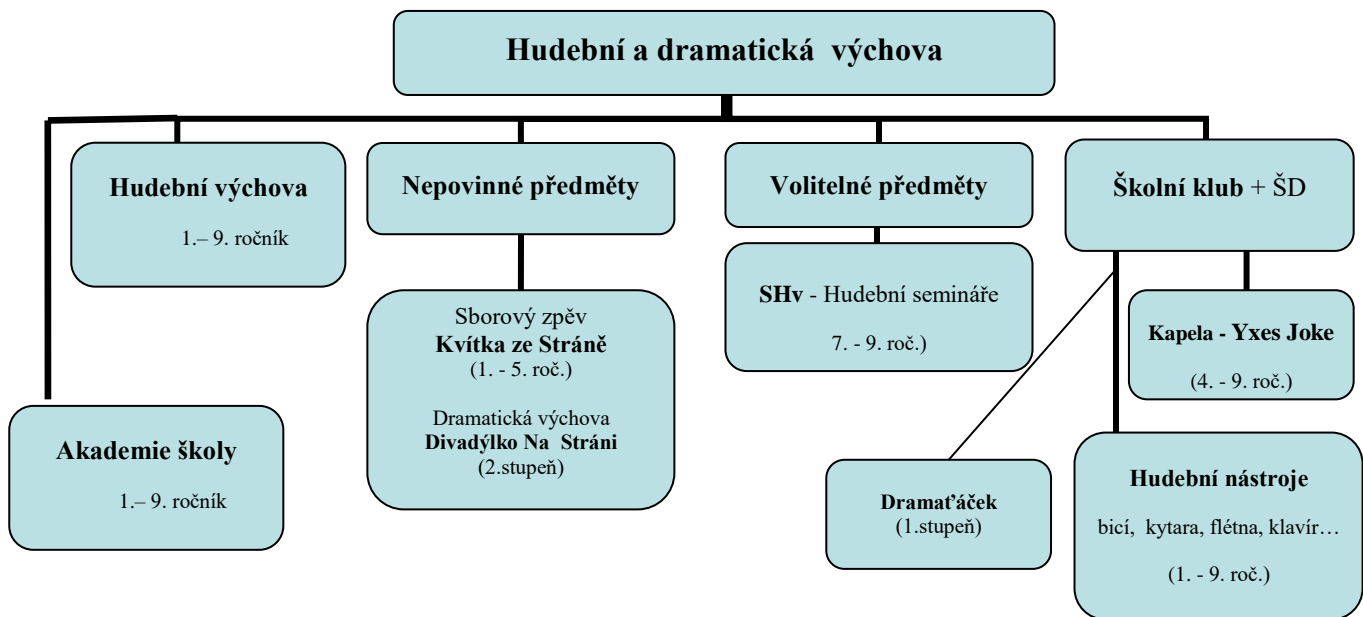 Hudební a dramatická výchova
Hudební výchova
1.– 9. ročník
Nepovinné předměty
Volitelné předměty
Školní klub + ŠD
Sborový zpěv
Kvítka ze Stráně
(1. - 5. roč.)
Dramatická výchova
Divadýlko Na Stráni
(2.stupeň)
SHv - Hudební semináře
7. - 9. roč.)
Kapela - Yxes Joke
(4. - 9. roč.)
Akademie školy
1.– 9. ročník
Dramaťáček
(1.stupeň)
Hudební nástroje
bicí, kytara, flétna, klavír…
(1. - 9. roč.)